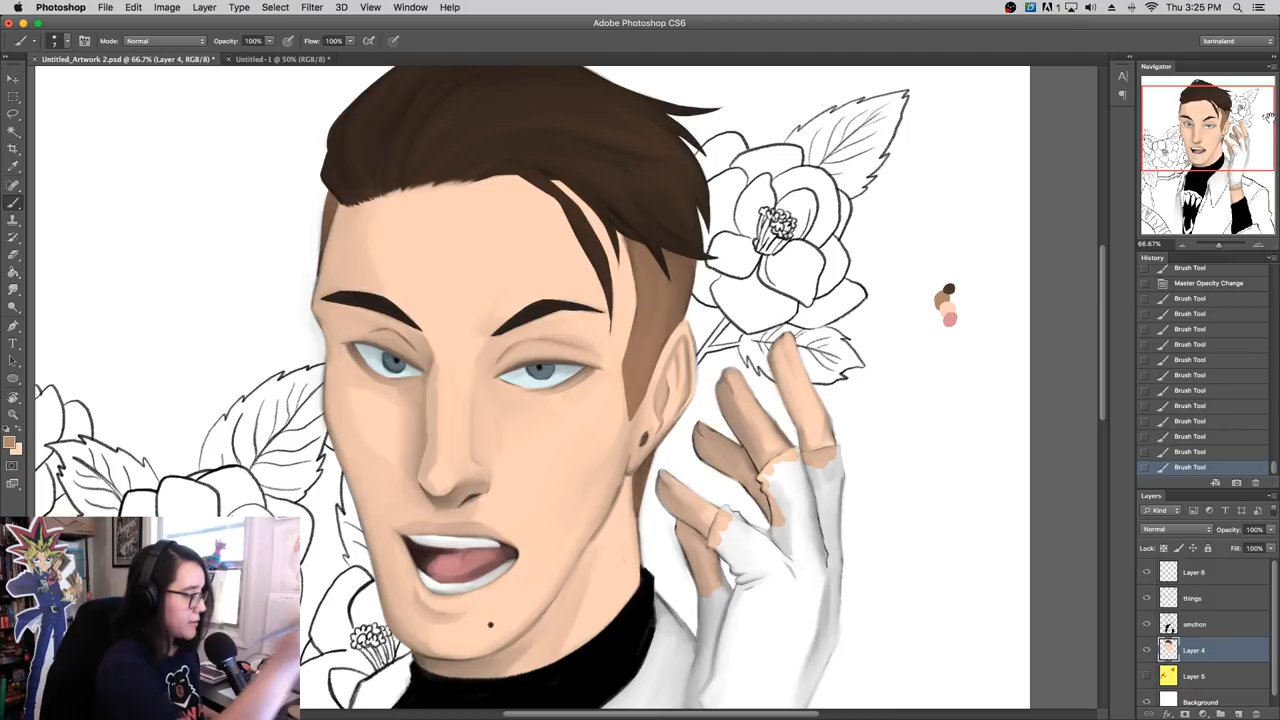 Photoshop File Edit Image Layer Type Select Filter 3D View Window Help
1 Thu 3:25 PM
Adobe Photoshop CS6
7 Mode: Normal Opacity: 100% Flow: 100% karinaland
× Untitled_Artwork 2.psd @ 66.7% (Layer 4, RGB/8) * × Untitled-1 @ 50% (RGB/8) *
Navigator
66.67%
History
Brush Tool
Master Opacity Change
Brush Tool
Brush Tool
Brush Tool
Brush Tool
Brush Tool
Brush Tool
Brush Tool
Brush Tool
Brush Tool
Brush Tool
Brush Tool
Brush Tool
Layers
Kind
Normal Opacity: 100%
Lock: Fill: 100%
Layer 6
things
smchcn
Layer 4
Layer 5
Background